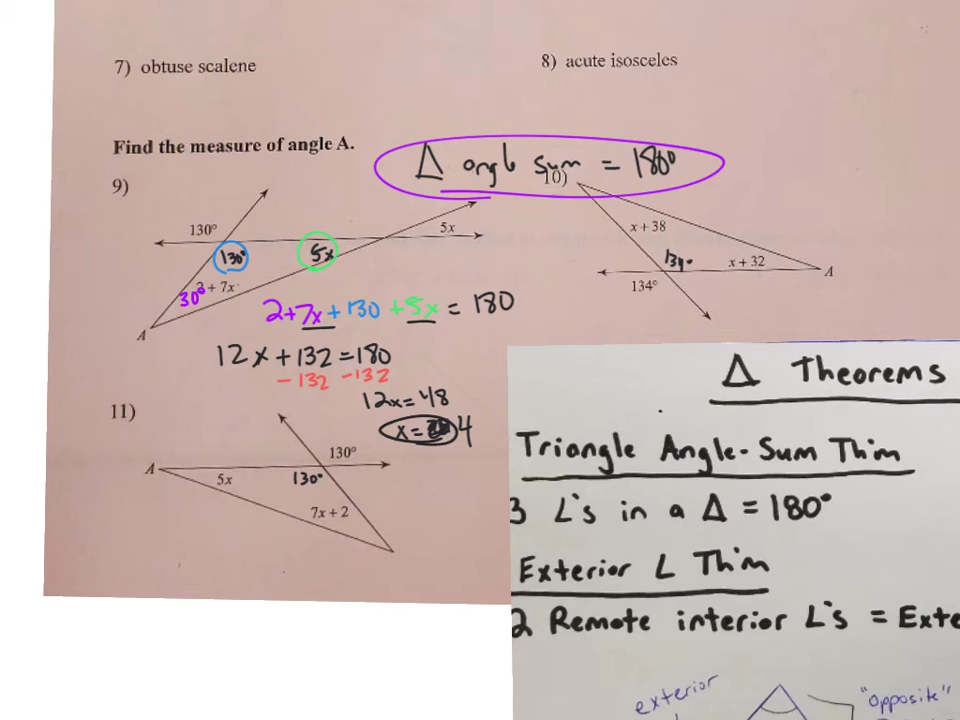 7) obtuse scalene
8) acute isosceles
Find the measure of angle A.
Δ angle sum = 180°
9)
10)
130°
5x
130°
5x
2 + 7x
30°
A
x + 38
134°
x + 32
A
134°
2+7x+130+5x = 180
12x+132=180
-132 -132
12x=48
x= 4
11)
A
130°
5x
130°
7x + 2
Δ Theorems
Triangle Angle-Sum Th'm
3 L's in a Δ = 180°
Exterior L Th'm
2 Remote interior L's = Exte
exterior
"opposite"